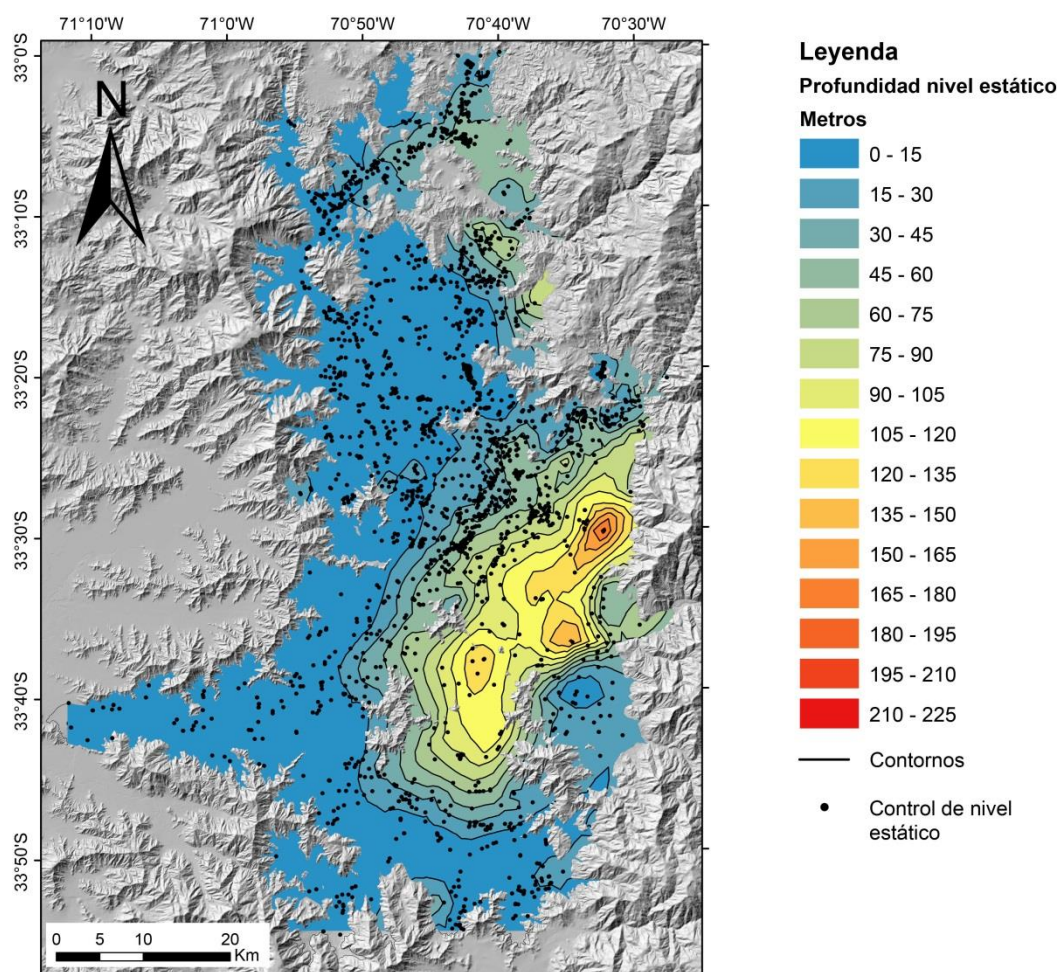 71°10'W 71°0'W 70°50'W 70°40'W 70°30'W
33°0'S
33°10'S
33°20'S
33°30'S
33°40'S
33°50'S
N
0 5 10 20
Km
Leyenda
Profundidad nivel estático
Metros
0 - 15
15 - 30
30 - 45
45 - 60
60 - 75
75 - 90
90 - 105
105 - 120
120 - 135
135 - 150
150 - 165
165 - 180
180 - 195
195 - 210
210 - 225
Contornos
Control de nivel
estático